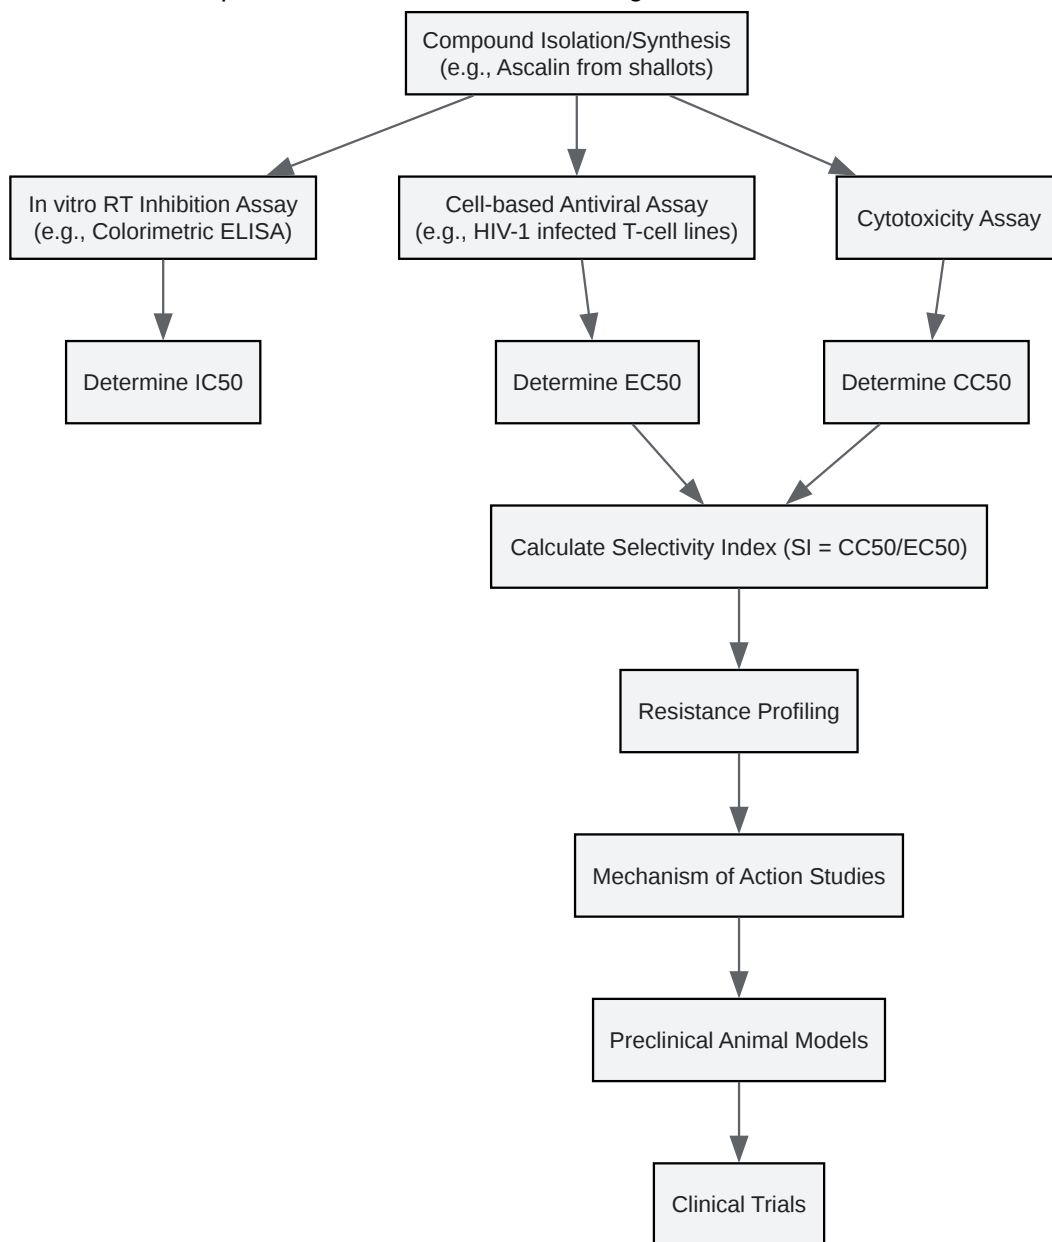 Compound Isolation/Synthesis
(e.g., Ascalin from shallots)
In vitro RT Inhibition Assay
(e.g., Colorimetric ELISA)
Cell-based Antiviral Assay
(e.g., HIV-1 infected T-cell lines)
Cytotoxicity Assay
Determine IC50
Determine EC50
Determine CC50
Calculate Selectivity Index (SI = CC50/EC50)
Resistance Profiling
Mechanism of Action Studies
Preclinical Animal Models
Clinical Trials